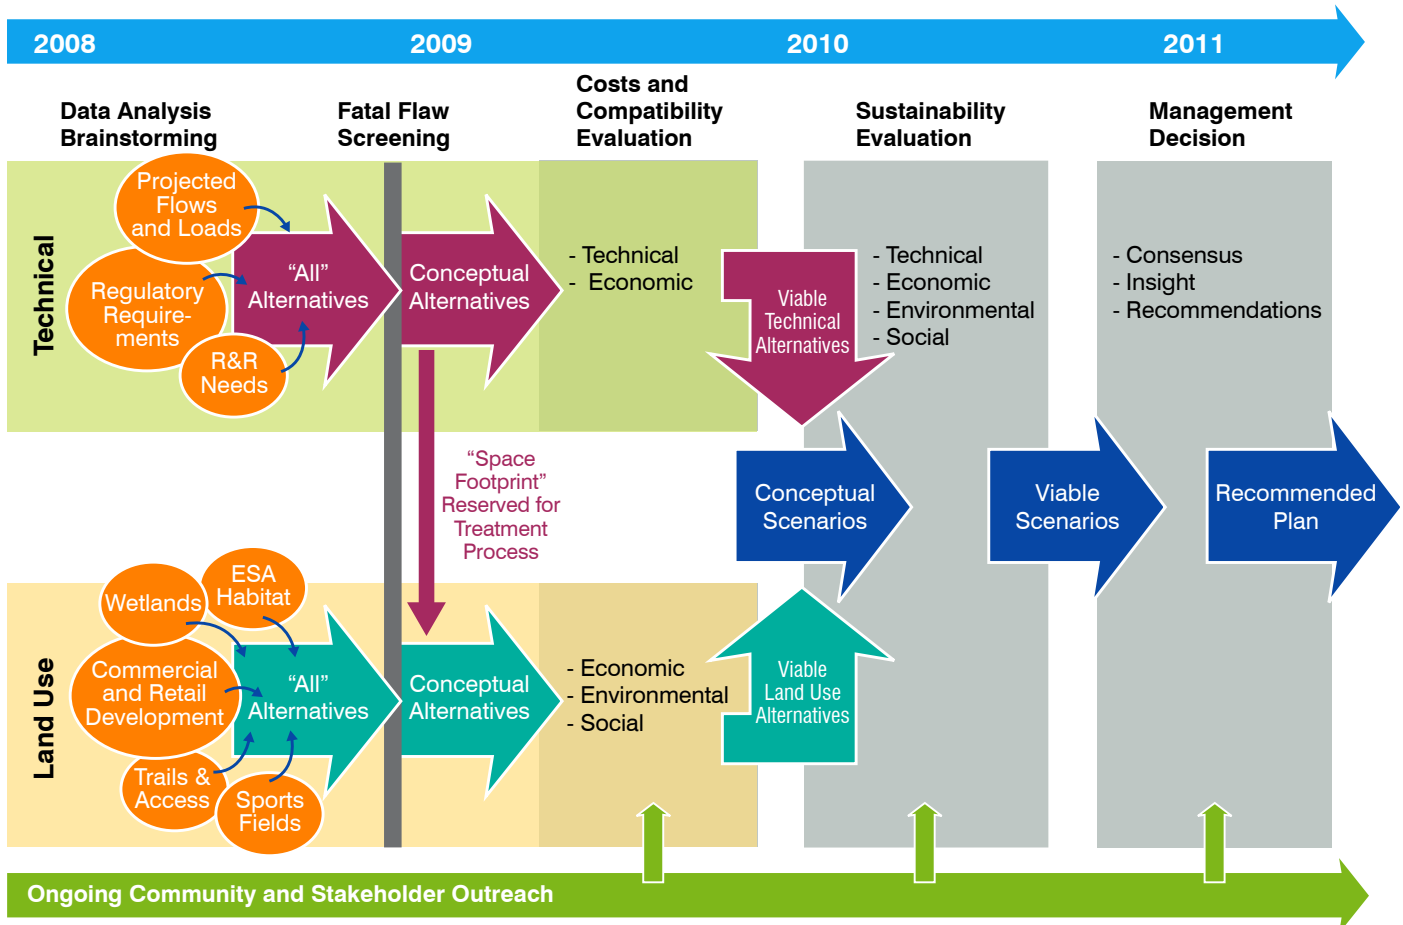 2008
2009
2010
2011
Data Analysis
Brainstorming
Fatal Flaw
Screening
Costs and
Compatibility
Evaluation
Sustainability
Evaluation
Management
Decision
Technical
Projected
Flows
and Loads
Regulatory
Require-
ments
R&R
Needs
“All”
Alternatives
Conceptual
Alternatives
- Technical
- Economic
Viable
Technical
Alternatives
- Technical
- Economic
- Environmental
- Social
- Consensus
- Insight
- Recommendations
“Space
Footprint”
Reserved for
Treatment
Process
Conceptual
Scenarios
Viable
Scenarios
Recommended
Plan
Land Use
Wetlands
ESA
Habitat
Commercial
and Retail
Development
Trails &
Access
Sports
Fields
“All”
Alternatives
Conceptual
Alternatives
- Economic
- Environmental
- Social
Viable
Land Use
Alternatives
Ongoing Community and Stakeholder Outreach